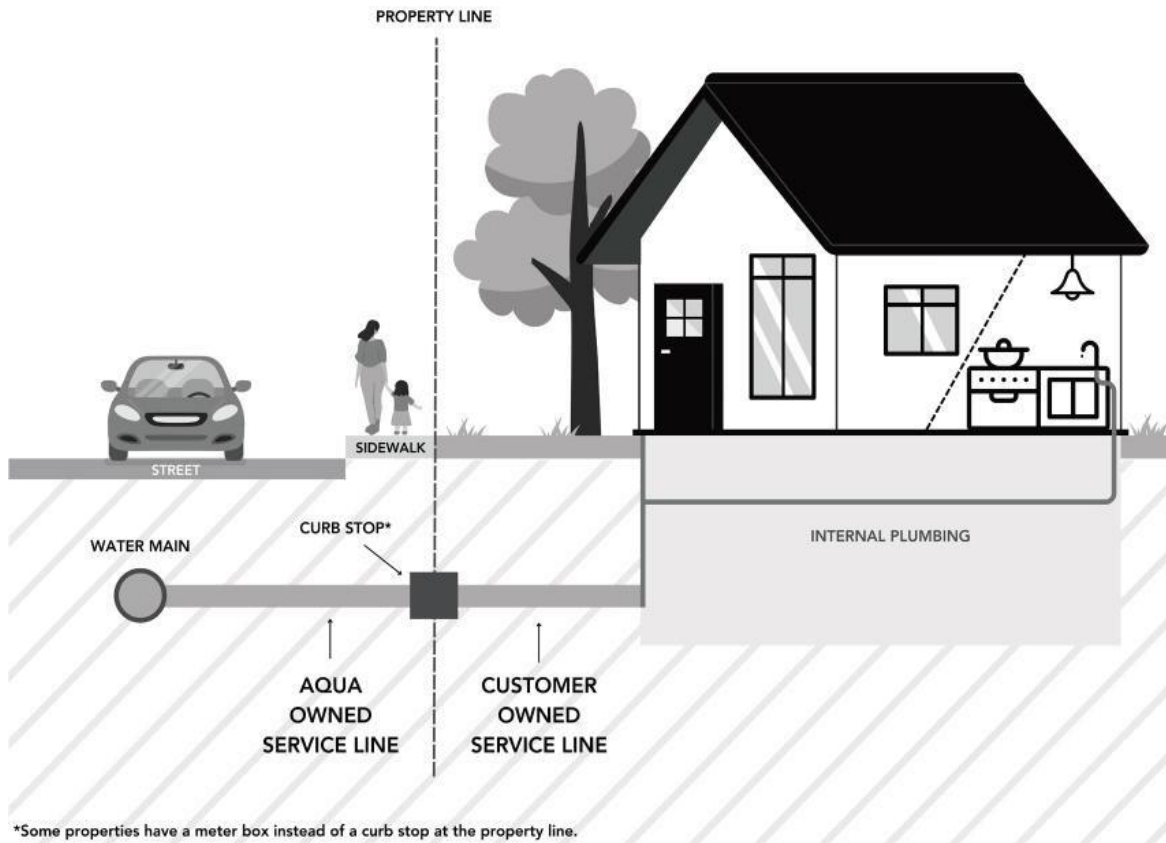 PROPERTY LINE
SIDEWALK
STREET
CURB STOP*
WATER MAIN
INTERNAL PLUMBING
AQUA
OWNED
SERVICE LINE
CUSTOMER
OWNED
SERVICE LINE
*Some properties have a meter box instead of a curb stop at the property line.